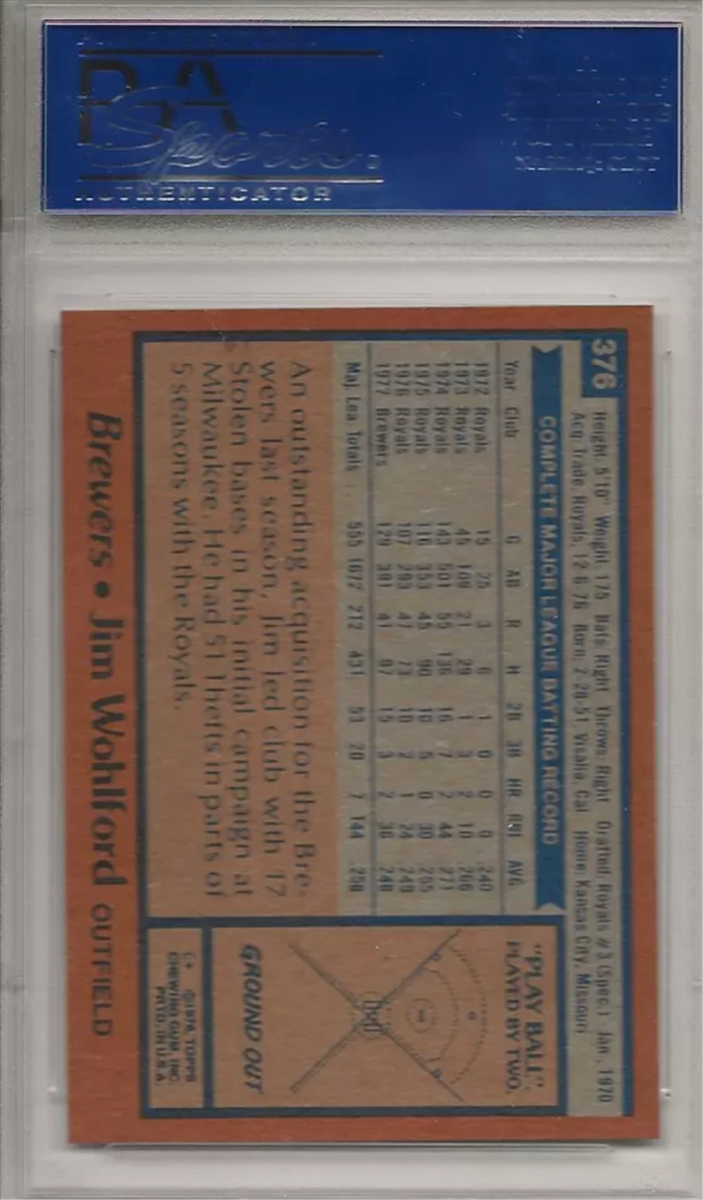 PSA
Sports
AUTHENTICATOR
376
Height: 5'10" Weight: 175 Bats: Right Throws: Right Drafted: Royals #3 (Spec.) Jan., 1970
Acq: Trade, Royals, 12-6-76 Born: 7-28-51, Visalia, Cal. Home: Kansas City, Missouri
COMPLETE MAJOR LEAGUE BATTING RECORD
Year Club G AB R H 2B 3B HR RBI AVG
1972 Royals 15 25 3 6 1 0 0 0 .240
1973 Royals 45 109 21 29 1 3 2 10 .266
1974 Royals 143 501 55 136 16 7 2 44 .271
1975 Royals 116 353 45 90 10 5 0 30 .255
1976 Royals 107 293 47 73 10 2 1 24 .249
1977 Brewers 129 391 41 97 15 3 2 36 .248
Maj. Lea. Totals 555 1672 212 431 53 20 7 144 .258
An outstanding acquisition for the Bre-
wers last season, Jim led club with 17
Stolen bases in his initial campaign at
Milwaukee. He had 51 thefts in parts of
5 seasons with the Royals.
"PLAY BALL"
PLAYED BY TWO.
GROUND OUT
©1978 TOPPS
CHEWING GUM, INC.
PRTD. IN U.S.A.
Brewers • Jim Wohlford OUTFIELD